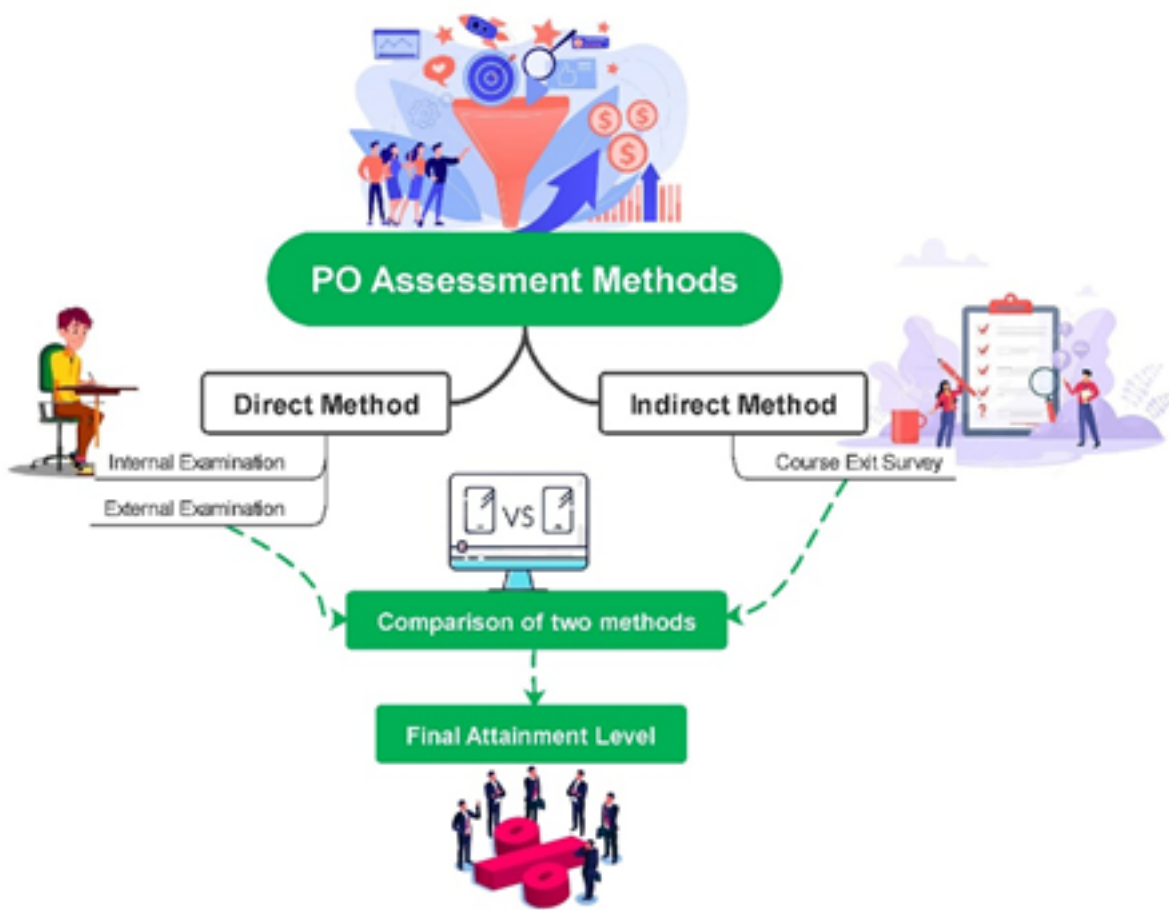 PO Assessment Methods
Direct Method
Indirect Method
Internal Examination
External Examination
Course Exit Survey
VS
Comparison of two methods
Final Attainment Level